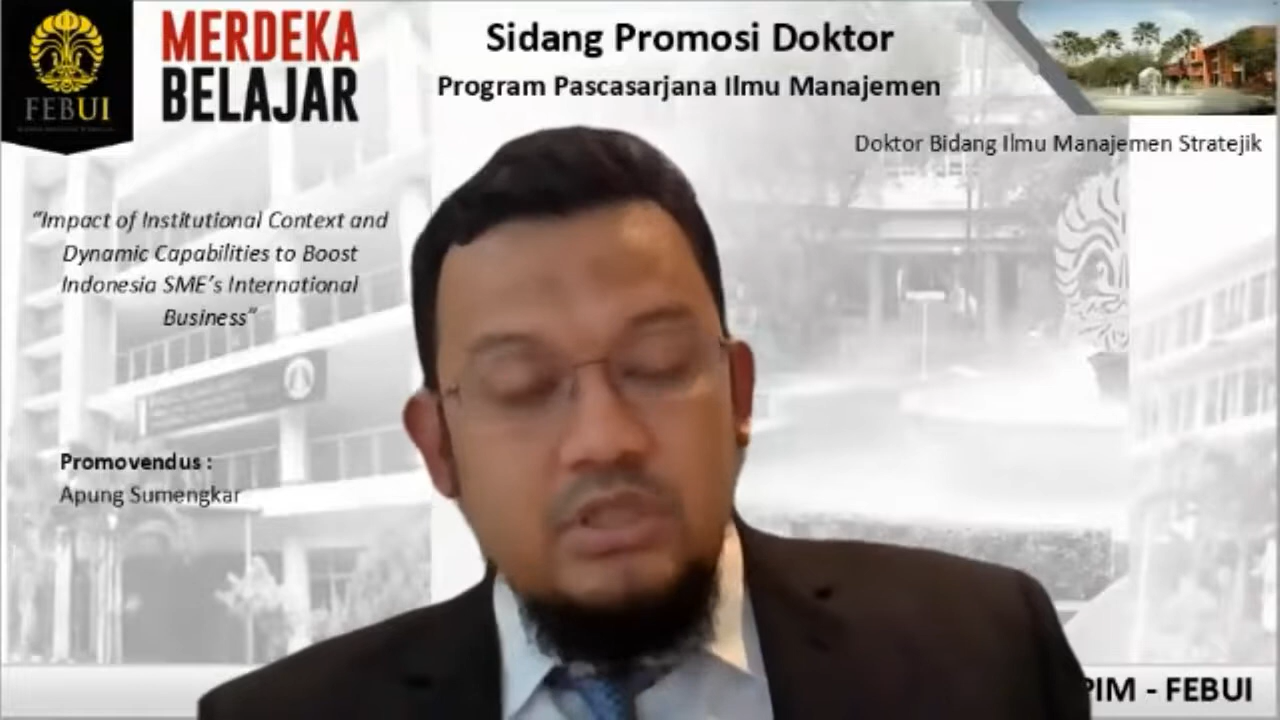 FEBUI
MERDEKA
BELAJAR
Sidang Promosi Doktor
Program Pascasarjana Ilmu Manajemen
Doktor Bidang Ilmu Manajemen Stratejik
“Impact of Institutional Context and
Dynamic Capabilities to Boost
Indonesia SME’s International
Business”
Promovendus :
Apung Sumengkar
PIM - FEBUI